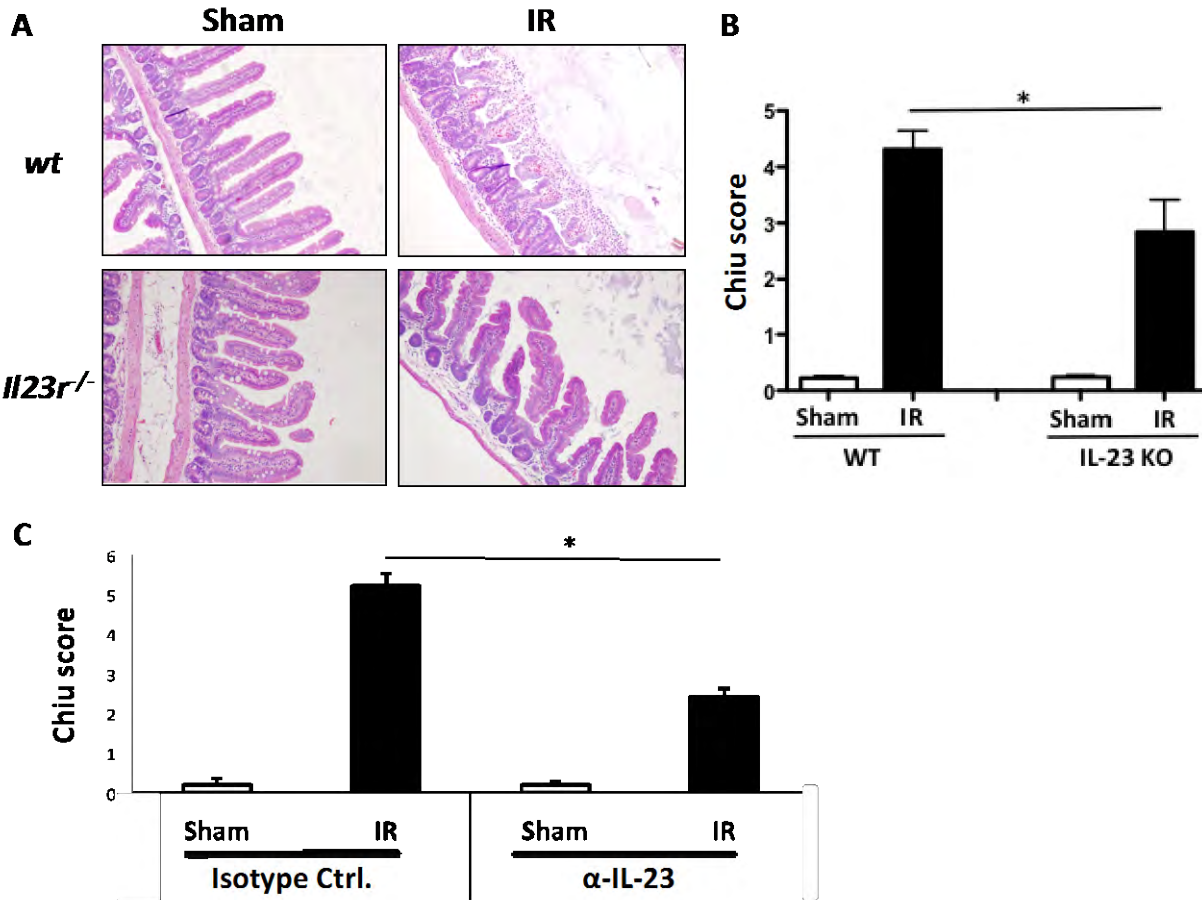 A
Sham
IR
wt
Il23r-/-
B
*
Chiu score
5
4
3
2
1
0
Sham IR Sham IR
WT IL-23 KO
C
*
Chiu score
6
5
4
3
2
1
0
Sham IR Sham IR
Isotype Ctrl. α-IL-23